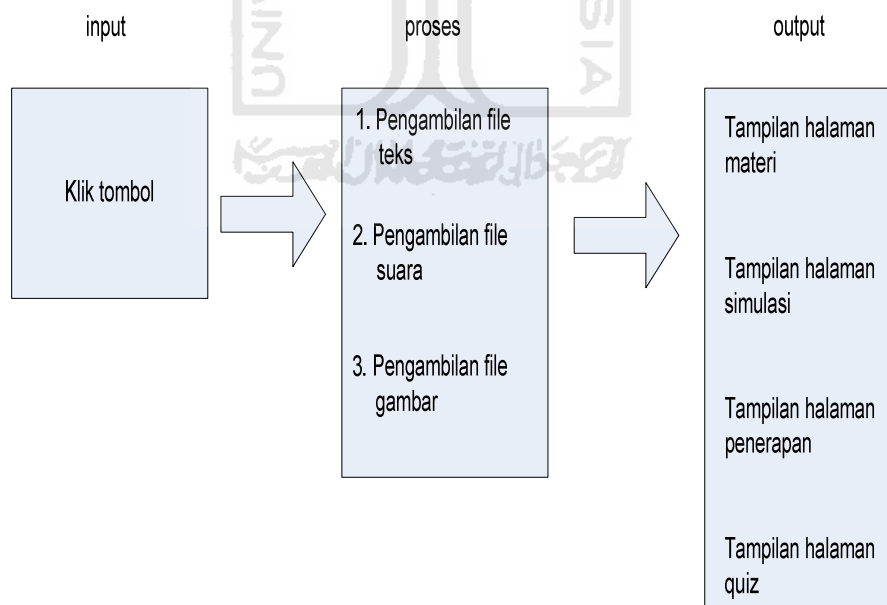 input
proses
output
Klik tombol
1. Pengambilan file
teks
2. Pengambilan file
suara
3. Pengambilan file
gambar
Tampilan halaman
materi
Tampilan halaman
simulasi
Tampilan halaman
penerapan
Tampilan halaman
quiz